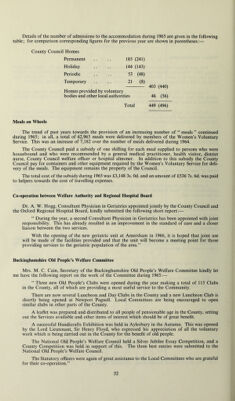 Details of the number of admissions to the accommodation during 1965 are given in the following
table; for comparison corresponding figures for the previous year are shown in parentheses:—
County Council Homes
Permanent .. .. 185 (241)
Holiday .. .. 144 (143)
Periodic .. .. 53 (48)
Temporary .. .. 21 (8)
403 (440)
Homes provided by voluntary
bodies and other local authorities 46 (56)
Total 449 (496)
Meals on Wheels
The trend of past years towards the provision of an increasing number of “ meals ” continued
during 1965; in all, a total of 62,965 meals were delivered by members of the Women's Voluntary
Service. This was an increase of 7,182 over the number of meals delivered during 1964.
The County Council paid a subsidy of one shilling for each meal supplied to persons who were
housebound and who were recommended by a general medical practitioner, health visitor, district
nurse, County Council welfare officer or hospital almoner. In addition to this subsidy the County
Council pay for containers and other equipment required by the Women's Voluntary Service for deli-
very of the meals. The equipment remains the property of the Council.
The total cost of the subsidy during 1965 was £3,148 3s. 0d. and an amount of £536 7s. 6d. was paid
to helpers towards the cost of travelling expenses.
Co-operation between Welfare Authority and Regional Hospital Board
Dr. A. W. Hogg, Consultant Physician in Geriatrics appointed jointly by the County Council and
the Oxford Regional Hospital Board, kindly submitted the following short report:—
“ During the year, a second Consultant Physician in Geriatrics has been appointed with joint
responsibility. This has already resulted in an improvement in the standard of care and a closer
liaison between the two services.
With the opening of the new geriatric unit at Amersham in 1966, it is hoped that joint use
will be made of the facilities provided and that the unit will become a meeting point for those
providing services to the geriatric population of the area.”
Buckinghamshire Old People's Welfare Committee
Mrs. M. C. Cain, Secretary of the Buckinghamshire Old People's Welfare Committee kindly let
me have the following report on the work of the Committee during 1965:—
“ Three new Old People's Clubs were opened during the year making a total of 113 Clubs
in the County, all of which are providing a most useful service to the Community.
There are now several Luncheon and Day Clubs in the County and a new Luncheon Club is
shortly being opened at Newport Pagnell. Local Committees are being encouraged to open
similar clubs in other parts of the County.
A leaflet was prepared and distributed to all people of pensionable age in the County, setting
out the Services available and other items of interest which should be of great benefit.
A successful Handicrafts Exhibition was held in Aylesbury in the Autumn. This was opened
by the Lord Lieutenant, Sir Henry Floyd, who expressed his appreciation of all the voluntary
work which is being carried out in the County for the benefit of old people.
The National Old People's Welfare Council held a Silver Jubilee Essay Competition, and a
County Competition was held in support of this. The three best entries were submitted to the
National Old People's Welfare Council.
The Statutory officers were again of great assistance to the Local Committees who are grateful
for their co-operation.”
52